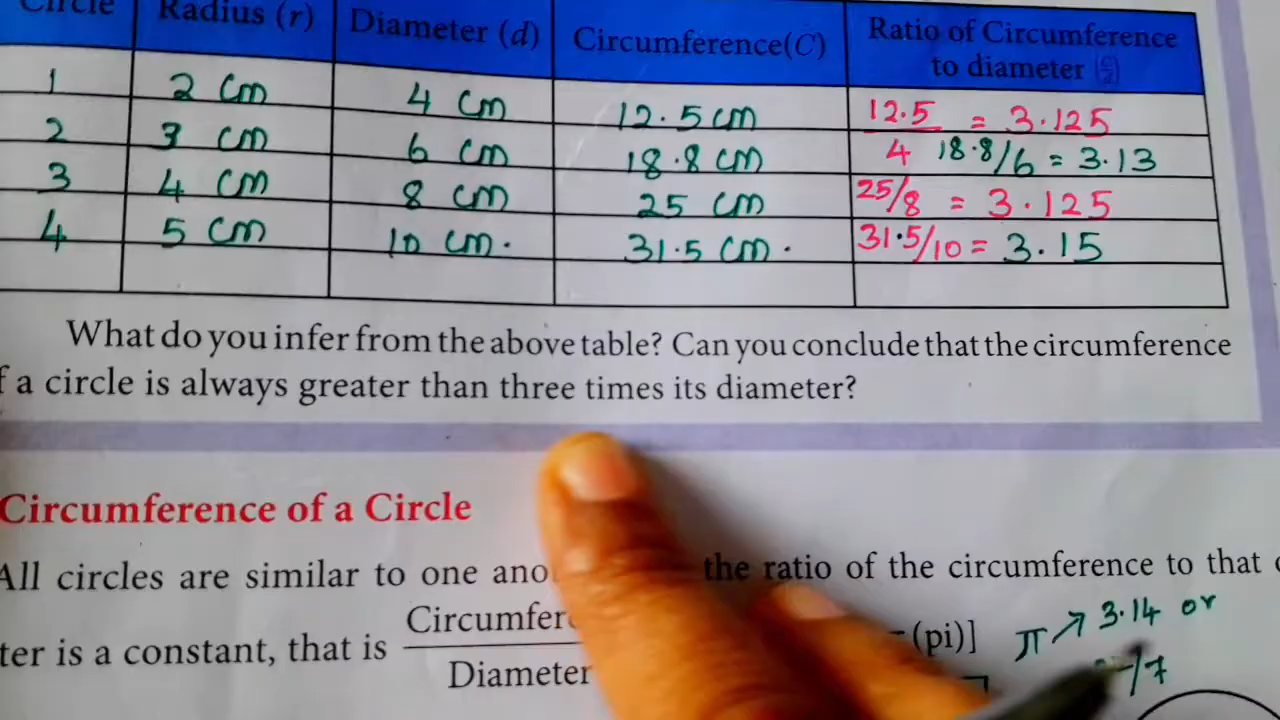 Circle Radius (r) Diameter (d) Circumference(C) Ratio of Circumference
to diameter
1 2 cm 4 cm 12.5 cm 12.5/4 = 3.125
2 3 cm 6 cm 18.8 cm 18.8/6 = 3.13
3 4 cm 8 cm 25 cm 25/8 = 3.125
4 5 cm 10 cm. 31.5 cm. 31.5/10 = 3.15
What do you infer from the above table? Can you conclude that the circumference
f a circle is always greater than three times its diameter?
Circumference of a Circle
All circles are similar to one ano the ratio of the circumference to that
ter is a constant, that is Circumfer (pi)] π → 3.14 or
Diameter /7